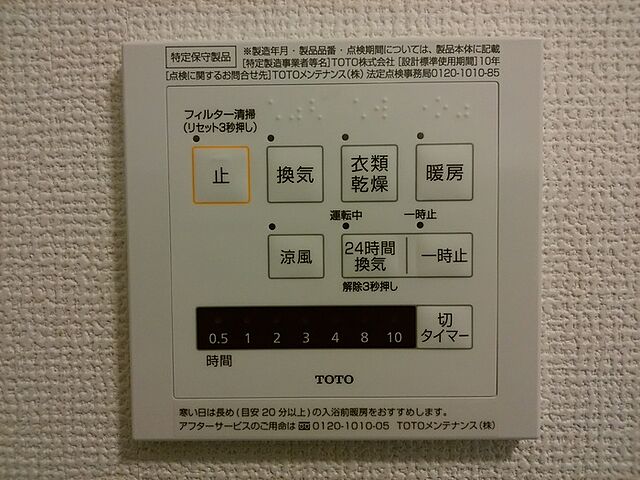 特定保守製品
※製造年月・製品品番・点検期間については、製品本体に記載
[特定製造事業者等名]TOTO株式会社 [設計標準使用期間]10年
[点検に関するお問合せ先]TOTOメンテナンス(株) 法定点検事務局0120-1010-85
フィルター清掃
(リセット3秒押し)
止
換気
衣類
乾燥
暖房
運転中
一時止
涼風
24時間
換気
一時止
解除3秒押し
0.5 1 2 3 4 8 10
切
タイマー
時間
TOTO
寒い日は長め(目安20分以上)の入浴前暖房をおすすめします。
アフターサービスのご用命は 0120-1010-05 TOTOメンテナンス(株)